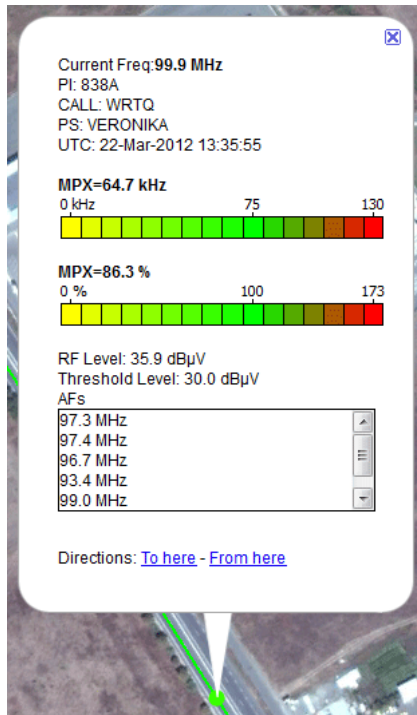 Current Freq:99.9 MHz
PI: 838A
CALL: WRTQ
PS: VERONIKA
UTC: 22-Mar-2012 13:35:55
MPX=64.7 kHz
0 kHz 75 130
MPX=86.3 %
0 % 100 173
RF Level: 35.9 dBµV
Threshold Level: 30.0 dBµV
AFs
97.3 MHz
97.4 MHz
96.7 MHz
93.4 MHz
99.0 MHz
Directions: To here - From here